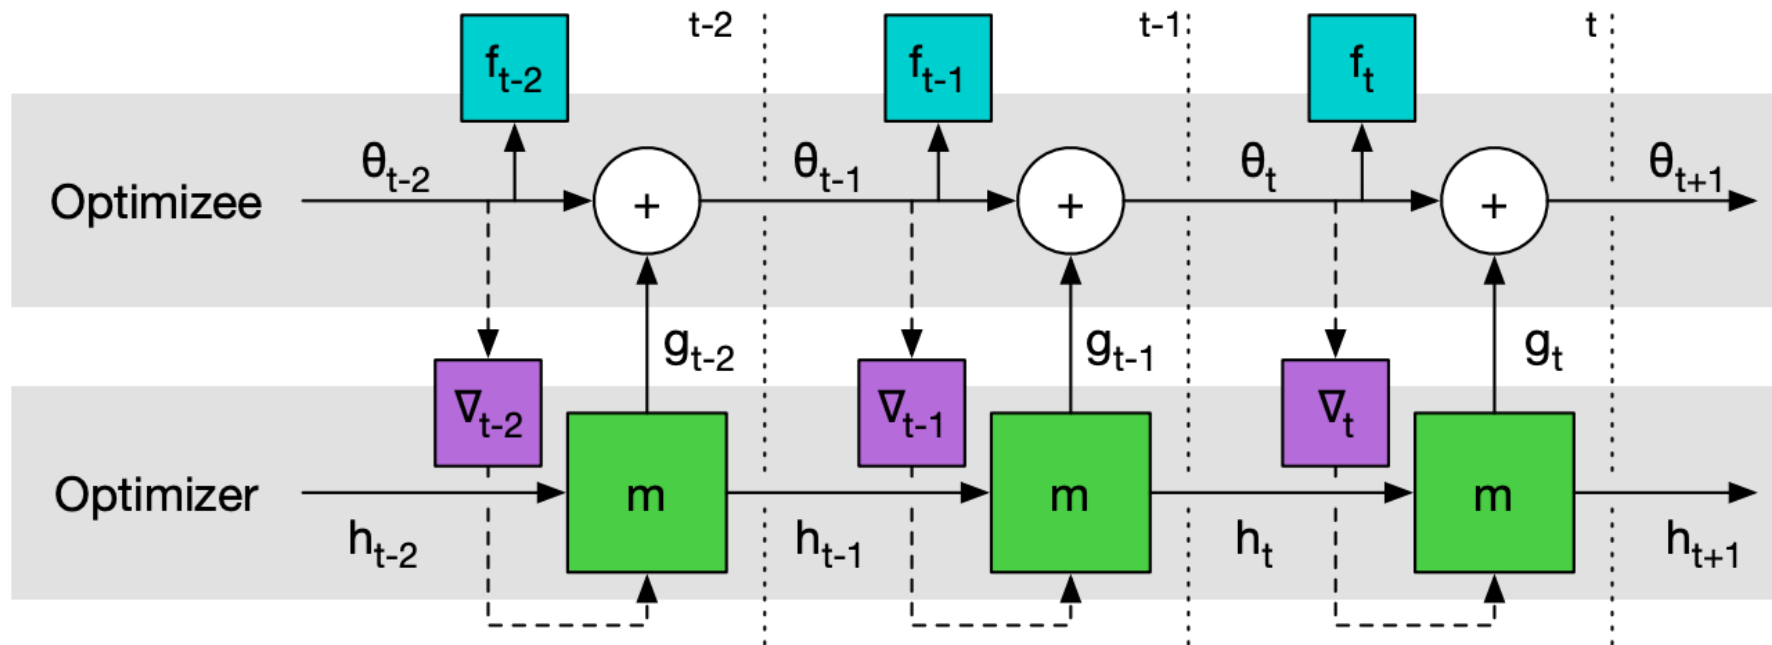 t-2 t-1 t
f_{t-2} f_{t-1} f_t
θ_{t-2} θ_{t-1} θ_t θ_{t+1}
Optimizee + + +
g_{t-2} g_{t-1} g_t
∇_{t-2} ∇_{t-1} ∇_t
Optimizer m m m
h_{t-2} h_{t-1} h_t h_{t+1}